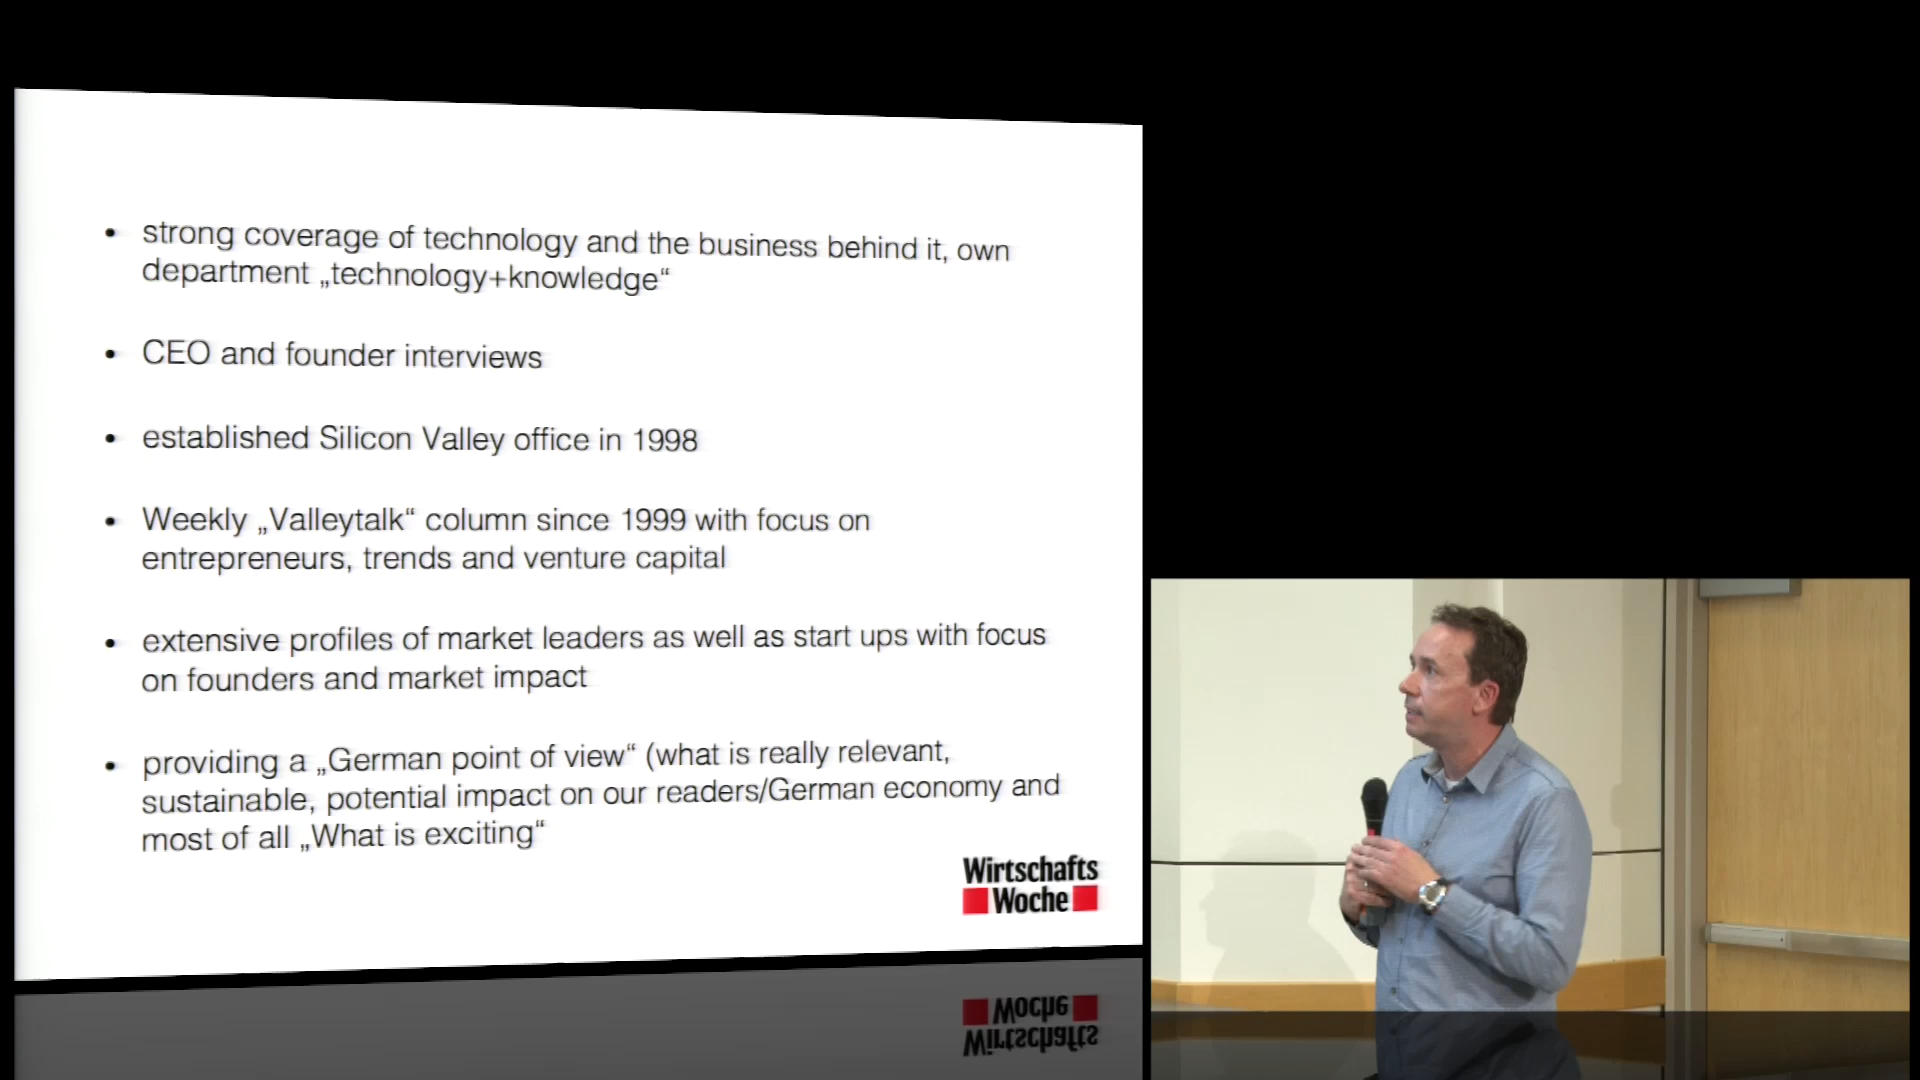 strong coverage of technology and the business behind it, own
department „technology+knowledge“
CEO and founder interviews
established Silicon Valley office in 1998
Weekly „Valleytalk“ column since 1999 with focus on
entrepreneurs, trends and venture capital
extensive profiles of market leaders as well as start ups with focus
on founders and market impact
providing a „German point of view“ (what is really relevant,
sustainable, potential impact on our readers/German economy and
most of all „What is exciting“
Wirtschafts
Woche